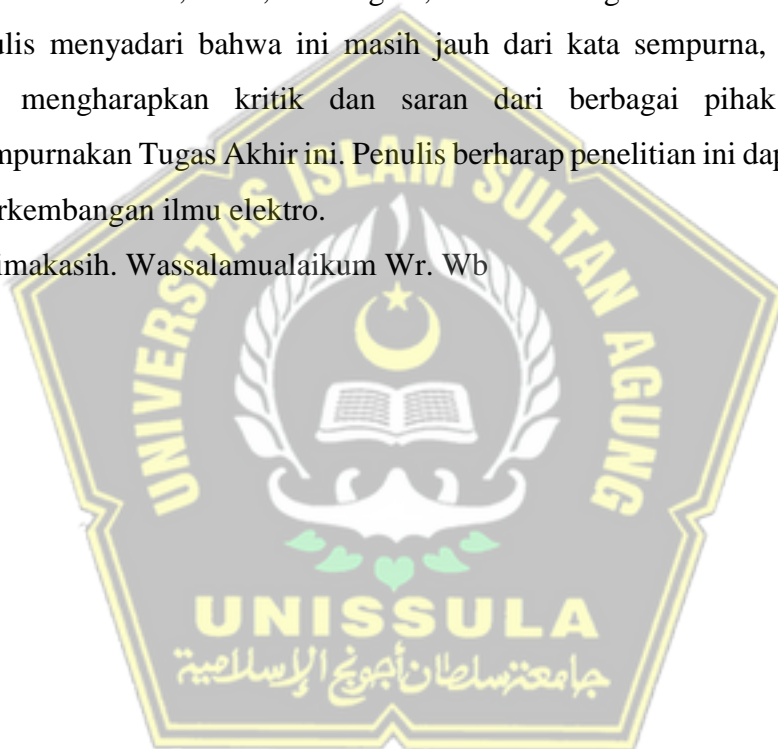 ulis menyadari bahwa ini masih jauh dari kata sempurna,
mengharapkan kritik dan saran dari berbagai pihak
mpurnakan Tugas Akhir ini. Penulis berharap penelitian ini dap
rkembangan ilmu elektro.
imakasih. Wassalamualaikum Wr. Wb
UNIVERSITAS ISLAM SULTAN AGUNG
UNISSULA
جامعة سلطان أجونج الإسلامية